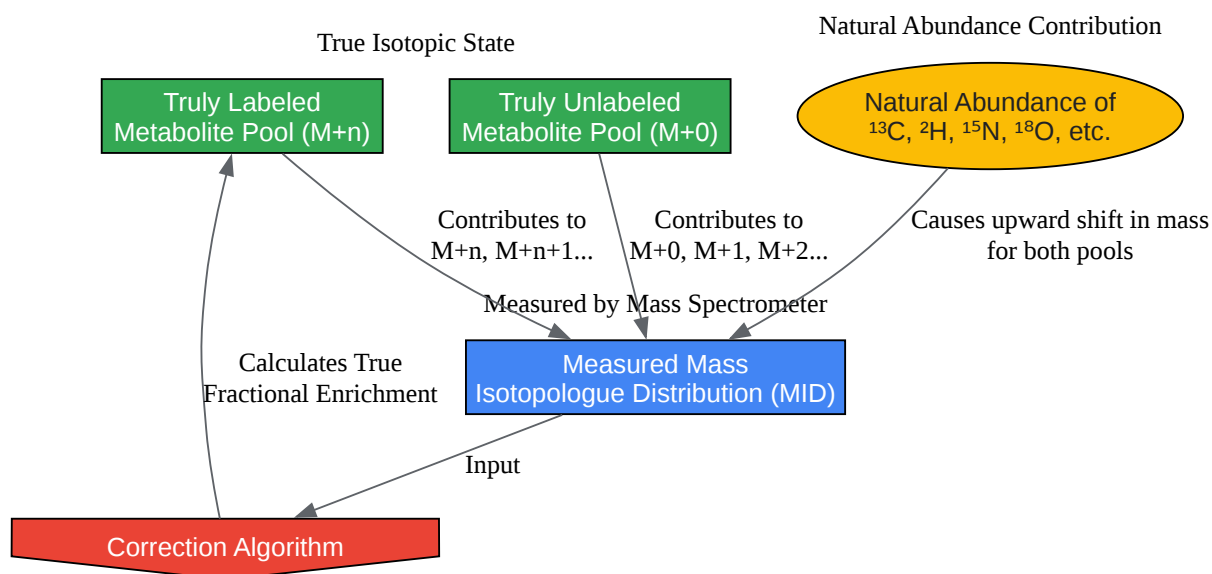 True Isotopic State
Natural Abundance Contribution
Truly Labeled
Metabolite Pool (M+n)
Truly Unlabeled
Metabolite Pool (M+0)
Natural Abundance of
¹³C, ²H, ¹⁵N, ¹⁸O, etc.
Contributes to
M+n, M+n+1...
Contributes to
M+0, M+1, M+2...
Causes upward shift in mass
for both pools
Measured by Mass Spectrometer
Measured Mass
Isotopologue Distribution (MID)
Calculates True
Fractional Enrichment
Input
Correction Algorithm